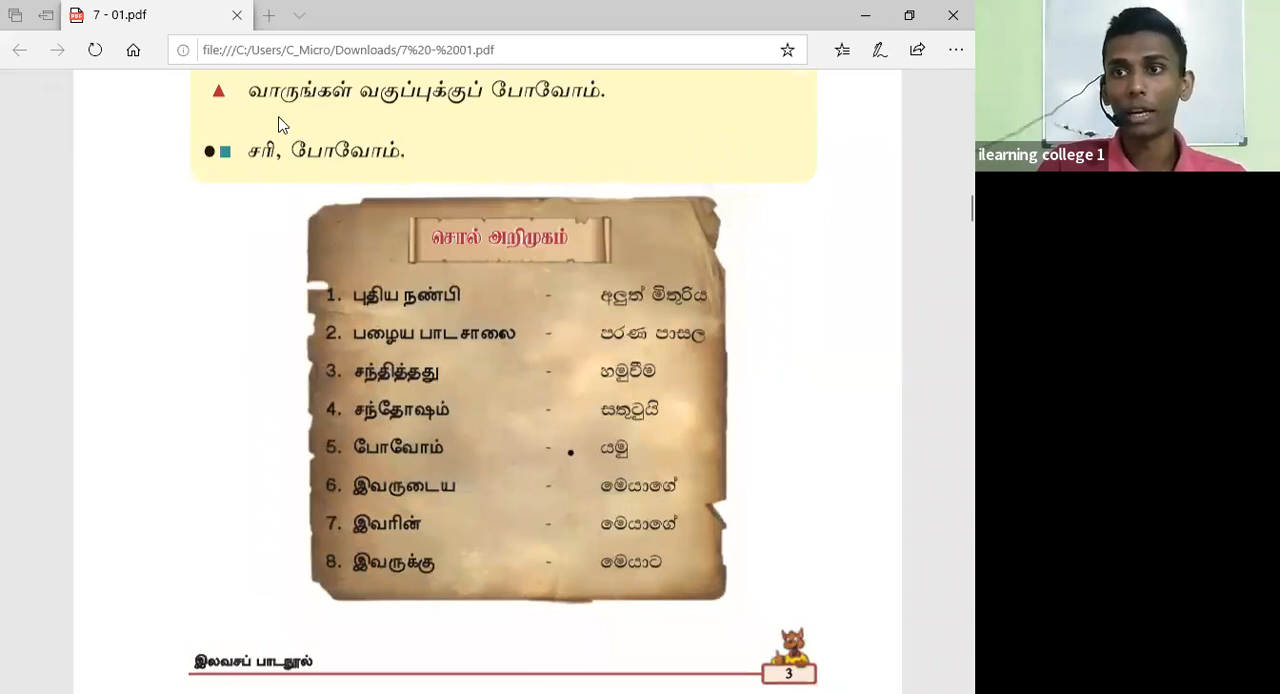 7 - 01.pdf
file:///C:/Users/C_Micro/Downloads/7%20-%2001.pdf
▲ வாருங்கள் வகுப்புக்குப் போவோம்.
●■ சரி, போவோம்.
ilearning college 1
சொல் அறிமுகம்
1. புதிய நண்பி - අලුත් මිතුරිය
2. பழைய பாடசாலை - පරණ පාසල
3. சந்தித்தது - හමුවීම
4. சந்தோஷம் - සතුටුයි
5. போவோம் - යමු
6. இவருடைய - මෙයාගේ
7. இவரின் - මෙයාගේ
8. இவருக்கு - මෙයාට
இலவசப் பாடநூல்
3